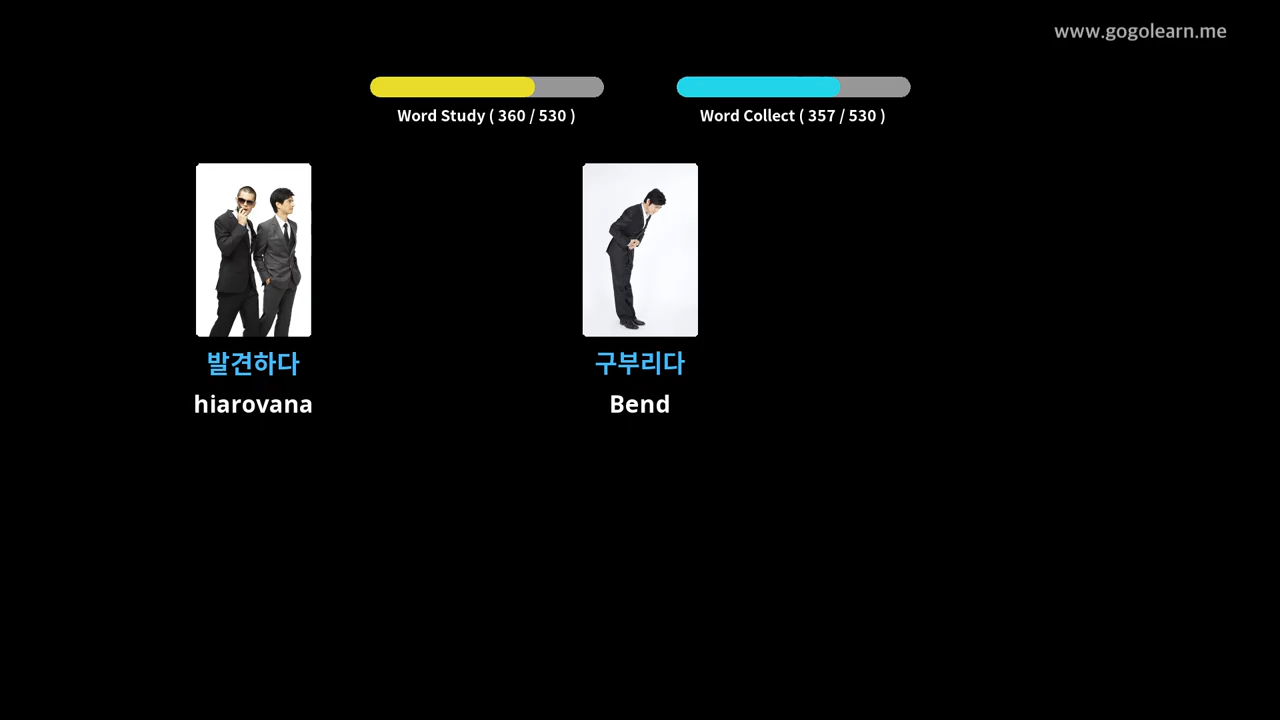 www.gogolearn.me
Word Study ( 360 / 530 )
Word Collect ( 357 / 530 )
발견하다
hiarovana
구부리다
Bend